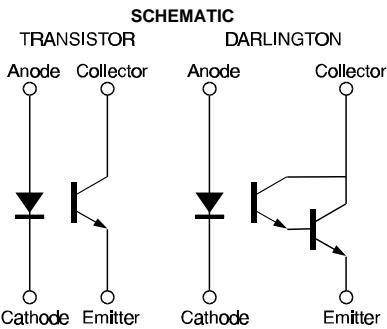 SCHEMATIC
TRANSISTOR DARLINGTON
Anode Collector Anode Collector
Cathode Emitter Cathode Emitter